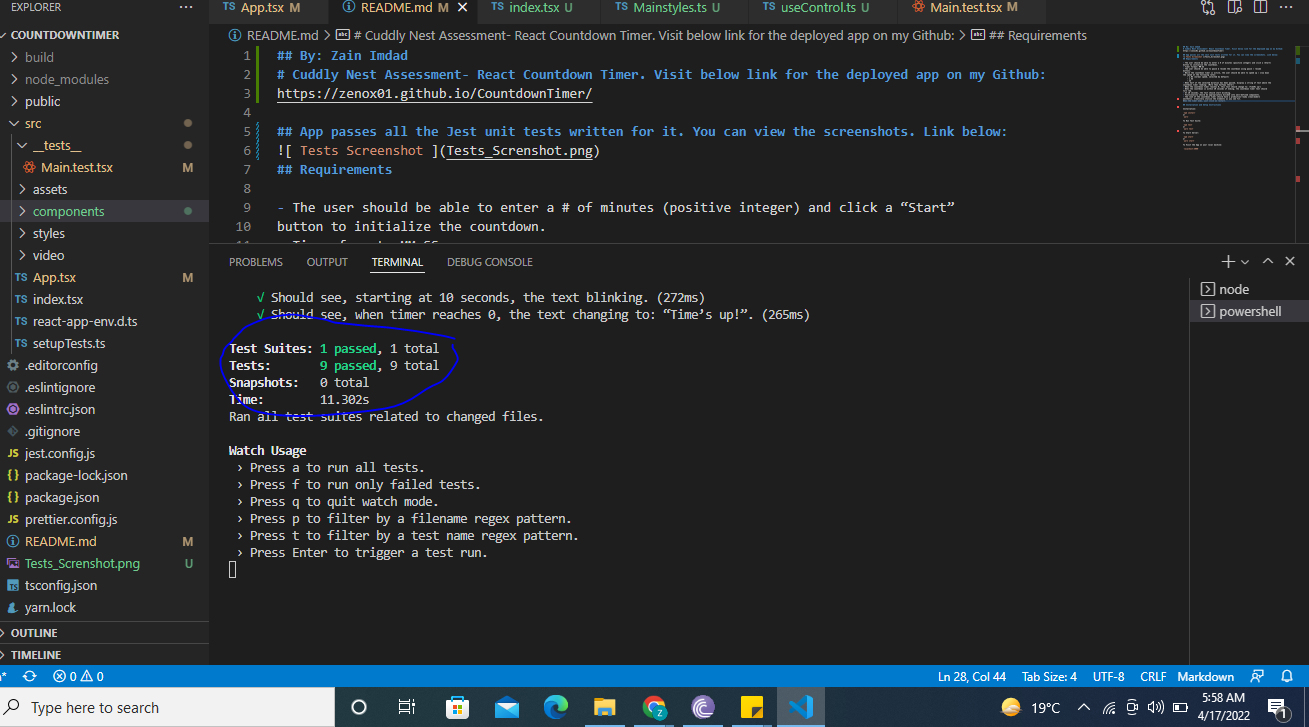 EXPLORER
COUNTDOWNTIMER
build
node_modules
public
src
__tests__
Main.test.tsx M
assets
components
styles
video
TS App.tsx M
TS index.tsx
TS react-app-env.d.ts
TS setupTests.ts
.editorconfig
.eslintignore
.eslintrc.json
.gitignore
JS jest.config.js
{} package-lock.json
{} package.json
JS prettier.config.js
README.md M
Tests_Screnshot.png U
TS tsconfig.json
yarn.lock
OUTLINE
TIMELINE
TS App.tsx M
README.md M
TS index.tsx U
TS Mainstyles.ts U
TS useControl.ts U
Main.test.tsx M
README.md > abc # Cuddly Nest Assessment- React Countdown Timer. Visit below link for the deployed app on my Github: > abc ## Requirements
1 ## By: Zain Imdad
2 # Cuddly Nest Assessment- React Countdown Timer. Visit below link for the deployed app on my Github:
3 https://zenox01.github.io/CountdownTimer/
4
5 ## App passes all the Jest unit tests written for it. You can view the screenshots. Link below:
6 ![ Tests Screenshot ](Tests_Screnshot.png)
7 ## Requirements
8
9 - The user should be able to enter a # of minutes (positive integer) and click a “Start”
10 button to initialize the countdown.
PROBLEMS OUTPUT TERMINAL DEBUG CONSOLE
√ Should see, starting at 10 seconds, the text blinking. (272ms)
√ Should see, when timer reaches 0, the text changing to: “Time’s up!”. (265ms)
Test Suites: 1 passed, 1 total
Tests: 9 passed, 9 total
Snapshots: 0 total
Time: 11.302s
Ran all test suites related to changed files.
Watch Usage
› Press a to run all tests.
› Press f to run only failed tests.
› Press q to quit watch mode.
› Press p to filter by a filename regex pattern.
› Press t to filter by a test name regex pattern.
› Press Enter to trigger a test run.
node
powershell
0 0
Ln 28, Col 44 Tab Size: 4 UTF-8 CRLF Markdown
Type here to search
19°C
5:58 AM
4/17/2022
1